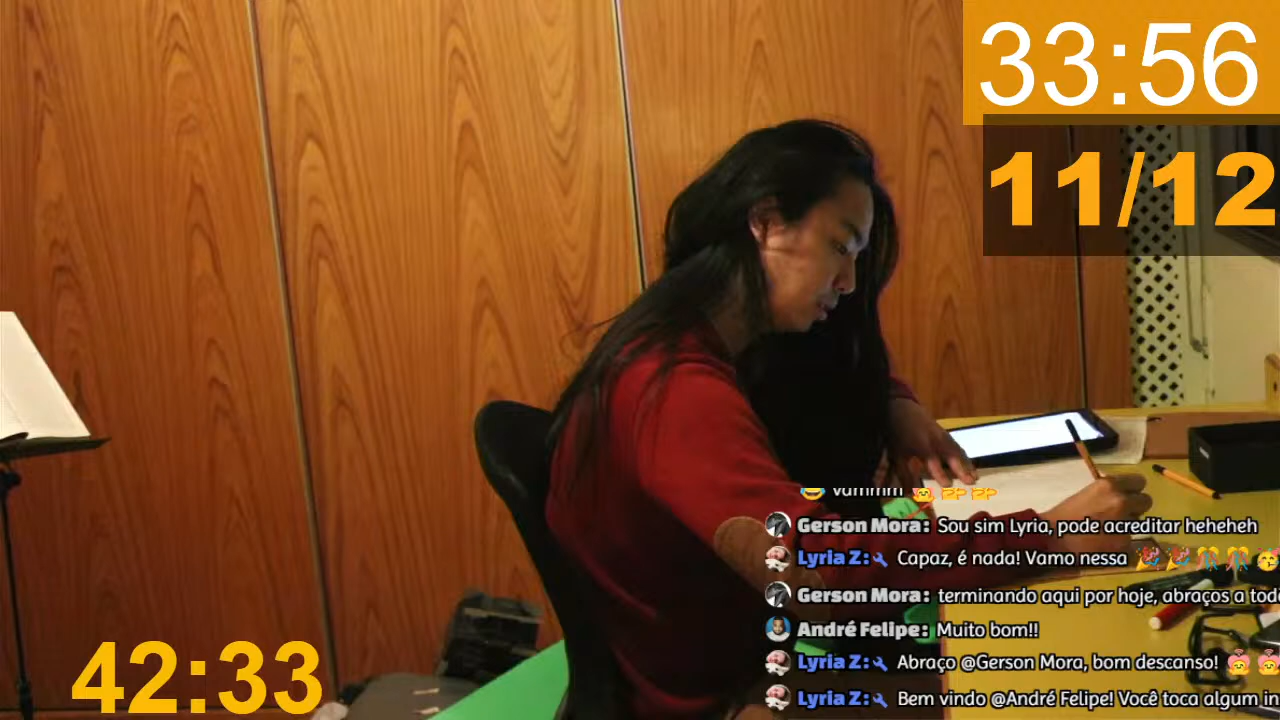 33:56
11/12
vammm
Gerson Mora: Sou sim Lyria, pode acreditar heheheh
Lyria Z: Capaz, é nada! Vamo nessa
Gerson Mora: terminando aqui por hoje, abraços a
André Felipe: Muito bom!!
Lyria Z: Abraço @Gerson Mora, bom descanso!
Lyria Z: Bem vindo @André Felipe! Você toca algum
42:33